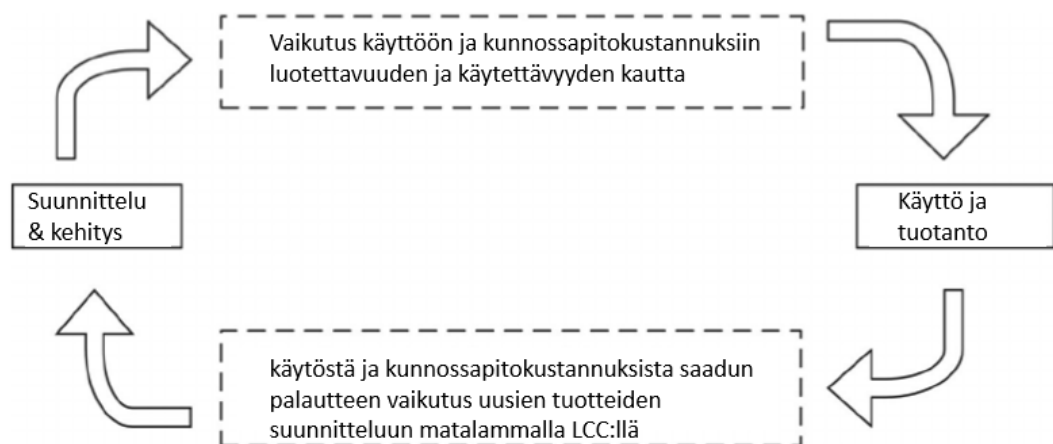 Vaikutus käyttöön ja kunnossapitokustannuksiin
luotettavuuden ja käytettävyyden kautta
Suunnittelu
& kehitys
Käyttö ja
tuotanto
käytöstä ja kunnossapitokustannuksista saadun
palautteen vaikutus uusien tuotteiden
suunnitteluun matalammalla LCC:llä